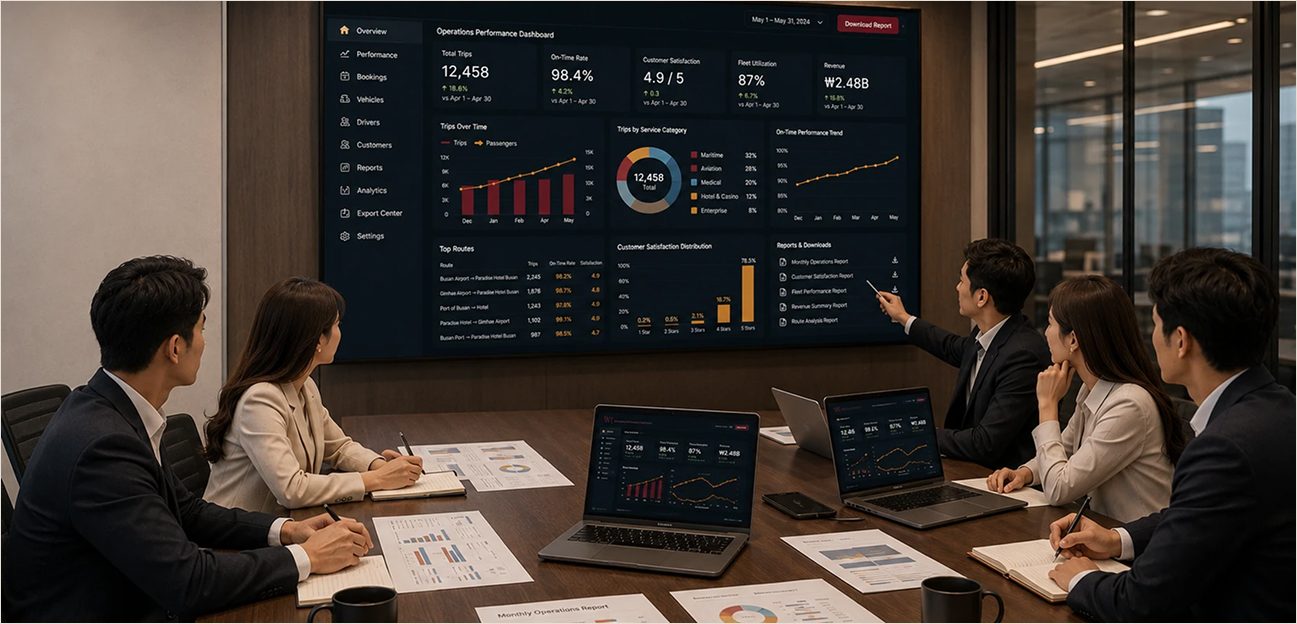 Overview
Performance
Bookings
Vehicles
Drivers
Customers
Reports
Analytics
Export Center
Settings
Operations Performance Dashboard
May 1 – May 31, 2024
Download Report
Total Trips
12,458
↑ 18.6%
vs Apr 1 – Apr 30
On-Time Rate
98.4%
↑ 4.2%
vs Apr 1 – Apr 30
Customer Satisfaction
4.9 / 5
↑ 0.3
vs Apr 1 – Apr 30
Fleet Utilization
87%
↑ 6.7%
vs Apr 1 – Apr 30
Revenue
₩2.48B
↑ 15.8%
vs Apr 1 – Apr 30
Trips Over Time
Trips Passengers
12K 15K
9K 15K
6K 10K
3K 3K
0 0
Dec Jan Feb Apr May
Trips by Service Category
12,458
Total
Maritime 32%
Aviation 28%
Medical 20%
Hotel & Casino 12%
Enterprise 8%
On-Time Performance Trend
100%
95%
90%
85%
80%
Dec Jan Feb Mar Apr May
Top Routes
Route Trips On-Time Rate Satisfaction
Busan Airport → Paradise Hotel Busan 2,245 98.2% 4.9
Gimhae Airport → Paradise Hotel Busan 1,876 98.7% 4.8
Port of Busan → Hotel 1,243 97.8% 4.9
Paradise Hotel → Gimhae Airport 1,102 99.1% 4.9
Busan Port → Paradise Hotel Busan 987 98.5% 4.7
Customer Satisfaction Distribution
100%
60%
40%
20%
0%
0.2% 0.5% 2.1% 18.7% 78.5%
1 Star 2 Stars 3 Stars 4 Stars 5 Stars
Reports & Downloads
Monthly Operations Report
Customer Satisfaction Report
Fleet Performance Report
Revenue Summary Report
Route Analysis Report
98.4% 87% ₩2.48B
98.4% 87% ₩2.48B
Monthly Operations Report